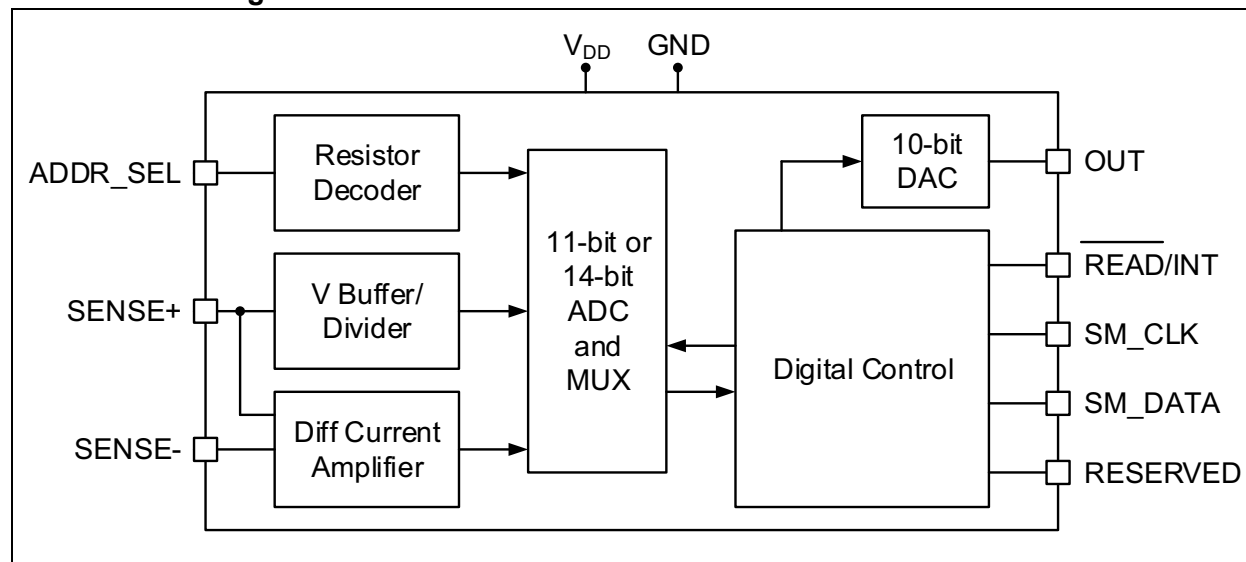 V_DD GND
ADDR_SEL
Resistor
Decoder
10-bit
DAC
OUT
11-bit or
14-bit
ADC
and
MUX
READ/INT
SENSE+
V Buffer/
Divider
SM_CLK
Digital Control
SM_DATA
SENSE-
Diff Current
Amplifier
RESERVED